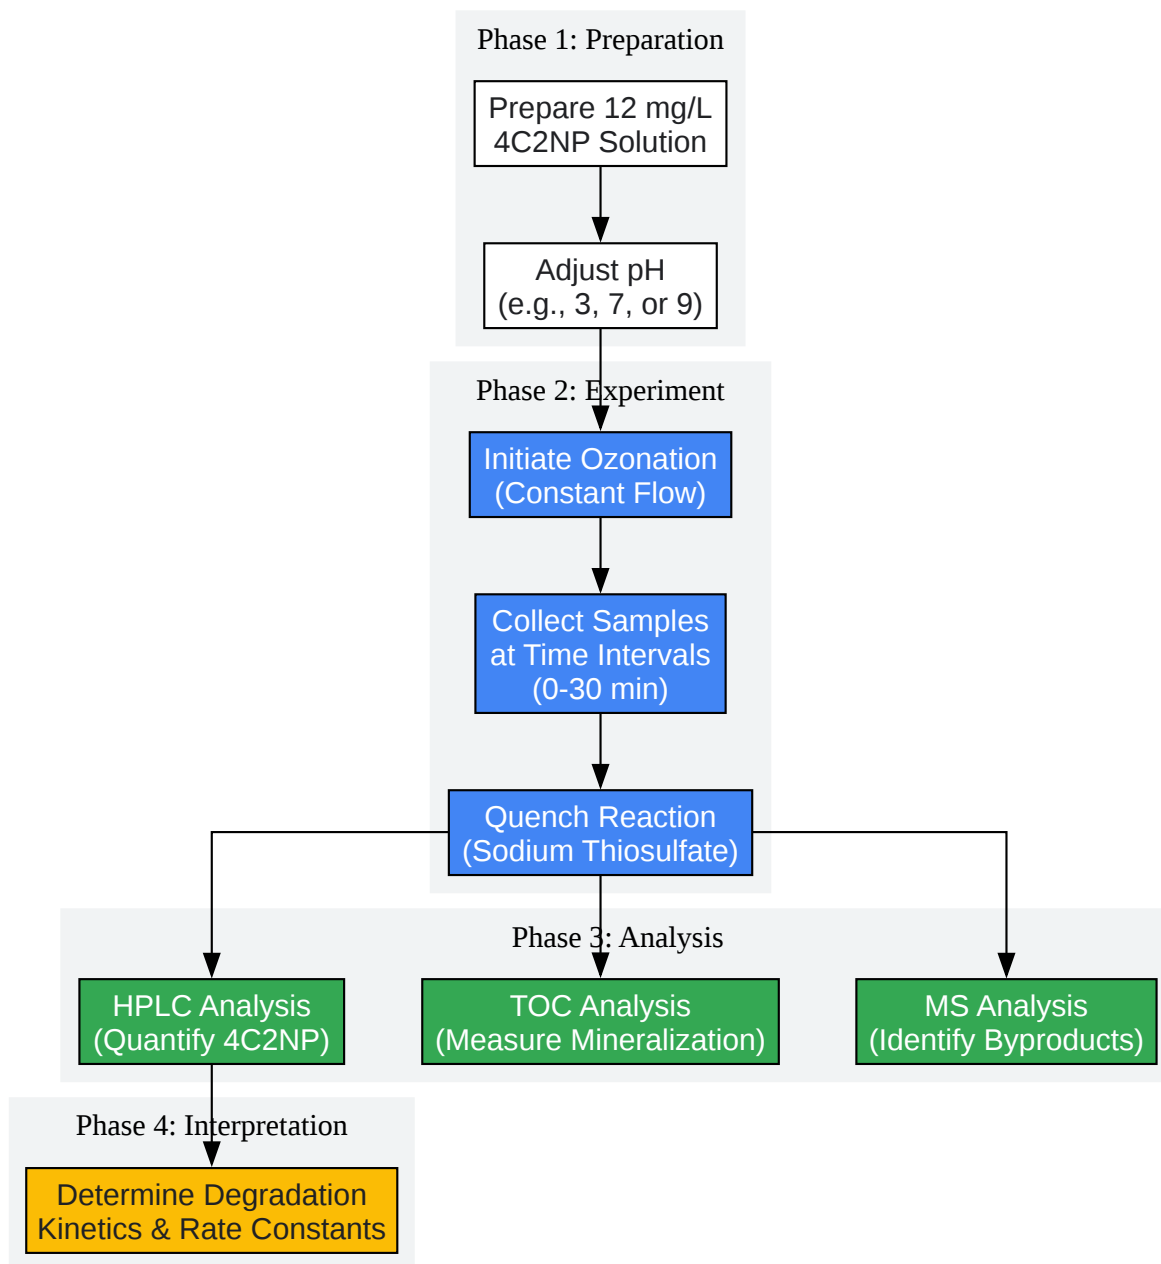 Phase 1: Preparation
Prepare 12 mg/L
4C2NP Solution
Adjust pH
(e.g., 3, 7, or 9)
Phase 2: Experiment
Initiate Ozonation
(Constant Flow)
Collect Samples
at Time Intervals
(0-30 min)
Quench Reaction
(Sodium Thiosulfate)
Phase 3: Analysis
HPLC Analysis
(Quantify 4C2NP)
TOC Analysis
(Measure Mineralization)
MS Analysis
(Identify Byproducts)
Phase 4: Interpretation
Determine Degradation
Kinetics & Rate Constants